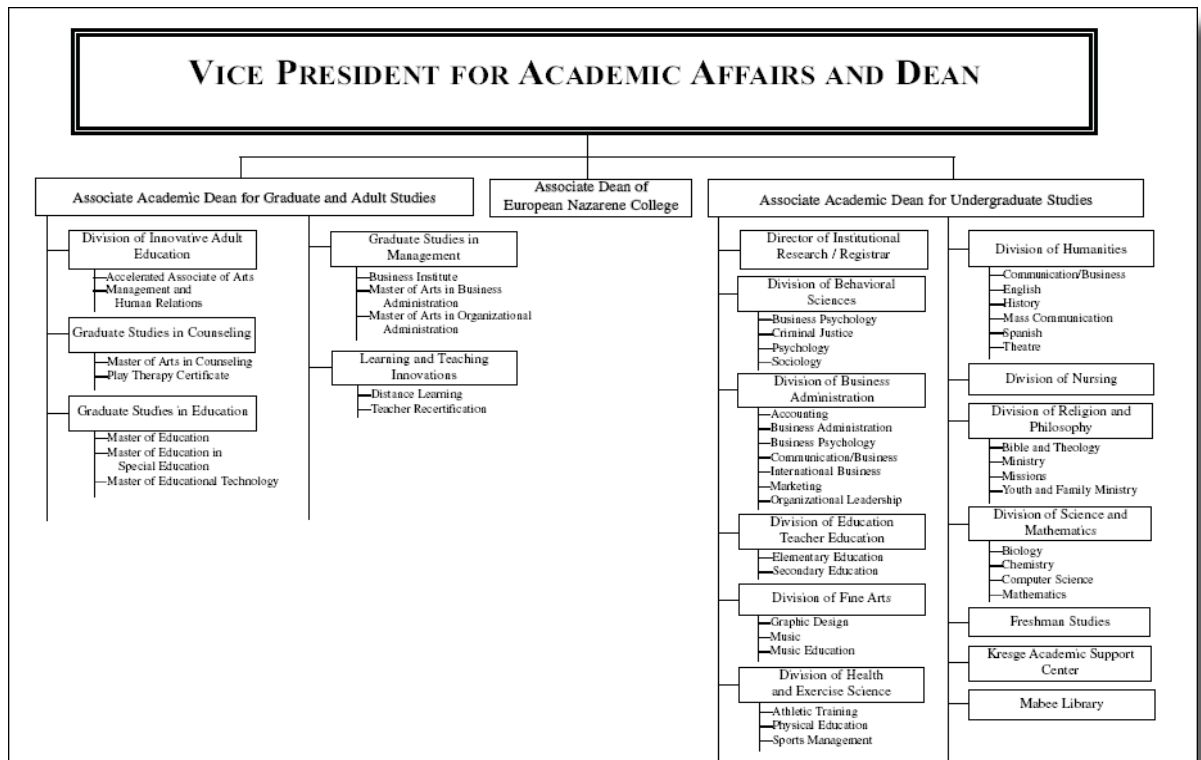 VICE PRESIDENT FOR ACADEMIC AFFAIRS AND DEAN
Associate Academic Dean for Graduate and Adult Studies
Associate Dean of
European Nazarene College
Associate Academic Dean for Undergraduate Studies
Division of Innovative Adult
Education
Accelerated Associate of Arts
Management and
Human Relations
Graduate Studies in Counseling
Master of Arts in Counseling
Play Therapy Certificate
Graduate Studies in Education
Master of Education
Master of Education in
Special Education
Master of Educational Technology
Graduate Studies in
Management
Business Institute
Master of Arts in Business
Administration
Master of Arts in Organizational
Administration
Learning and Teaching
Innovations
Distance Learning
Teacher Recertification
Director of Institutional
Research / Registrar
Division of Behavioral
Sciences
Business Psychology
Criminal Justice
Psychology
Sociology
Division of Business
Administration
Accounting
Business Administration
Business Psychology
Communication/Business
International Business
Marketing
Organizational Leadership
Division of Education
Teacher Education
Elementary Education
Secondary Education
Division of Fine Arts
Graphic Design
Music
Music Education
Division of Health
and Exercise Science
Athletic Training
Physical Education
Sports Management
Division of Humanities
Communication/Business
English
History
Mass Communication
Spanish
Theatre
Division of Nursing
Division of Religion and
Philosophy
Bible and Theology
Ministry
Missions
Youth and Family Ministry
Division of Science and
Mathematics
Biology
Chemistry
Computer Science
Mathematics
Freshman Studies
Kresge Academic Support
Center
Mabee Library